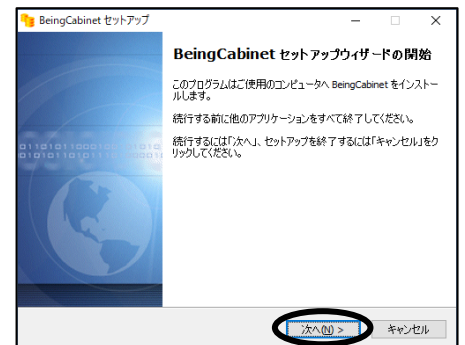 BeingCabinet セットアップ
BeingCabinet セットアップウィザードの開始
このプログラムはご使用のコンピュータへ BeingCabinet をインストー
ルします。
続行する前に他のアプリケーションをすべて終了してください。
続行するには「次へ」、セットアップを終了するには「キャンセル」をク
リックしてください。
次へ(N) >
キャンセル